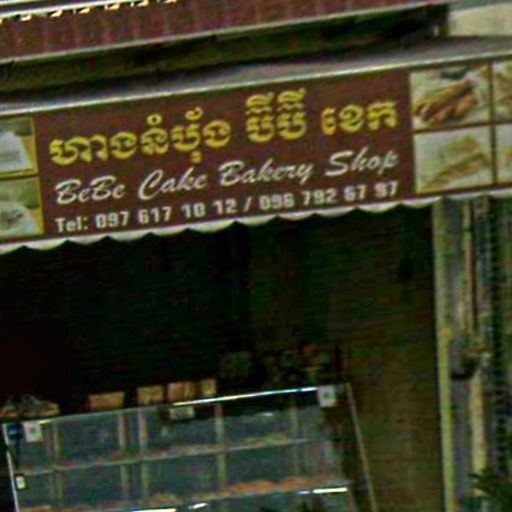 ហាងនំប៉័ង ប៊ីប៊ី ខេក
BeBe Cake Bakery Shop
Tel: 097 617 10 12 / 096 792 67 97